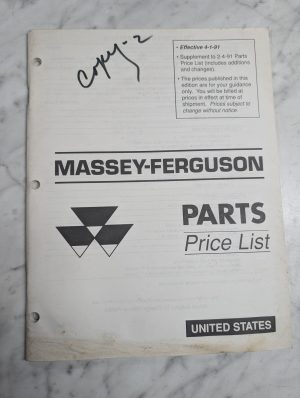 Copy-2
• Effective 4-1-91
• Supplement to 2-4-91 Parts
Price List (includes additions
and changes).
• The prices published in this
edition are for your guidance
only. You will be billed at
prices in effect at time of
shipment. Prices subject to
change without notice.
MASSEY-FERGUSON
PARTS
Price List
UNITED STATES